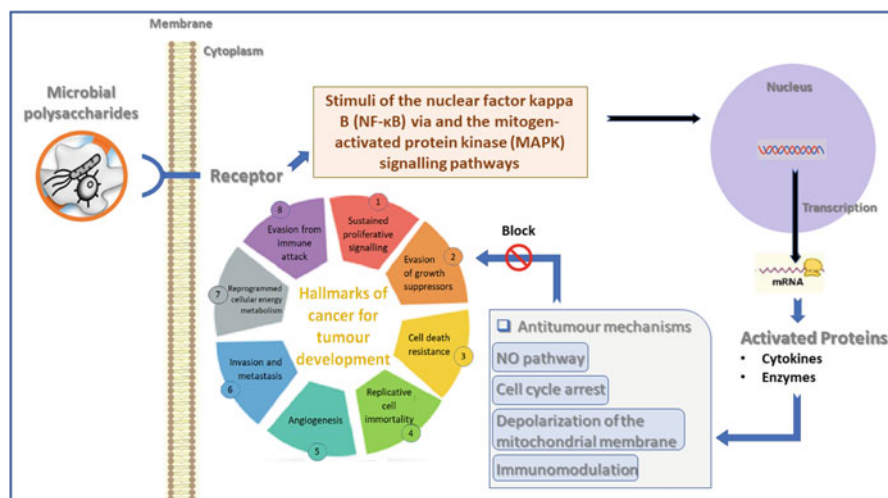 Membrane
Cytoplasm
Microbial
polysaccharides
Receptor
Stimuli of the nuclear factor kappa
B (NF-κB) via and the mitogen-
activated protein kinase (MAPK)
signalling pathways
Nucleus
Transcription
mRNA
Activated Proteins
• Cytokines
• Enzymes
Block
Antitumour mechanisms
NO pathway
Cell cycle arrest
Depolarization of the
mitochondrial membrane
Immunomodulation
Hallmarks of
cancer for
tumour
development
1
Sustained
proliferative
signalling
2
Evasion
of growth
suppressors
Cell death
resistance
3
Replicative
cell
immortality
4
Angiogenesis
5
Invasion and
metastasis
6
7
Reprogrammed
cellular energy
metabolism
8
Evasion from
immune
attack